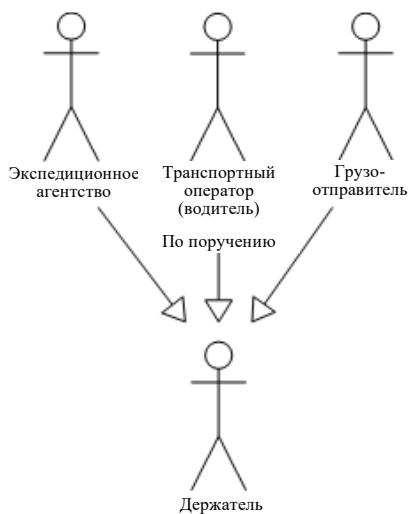 Экспедиционное
агентство
Транспортный
оператор
(водитель)
Грузо-
отправитель
По поручению
Держатель